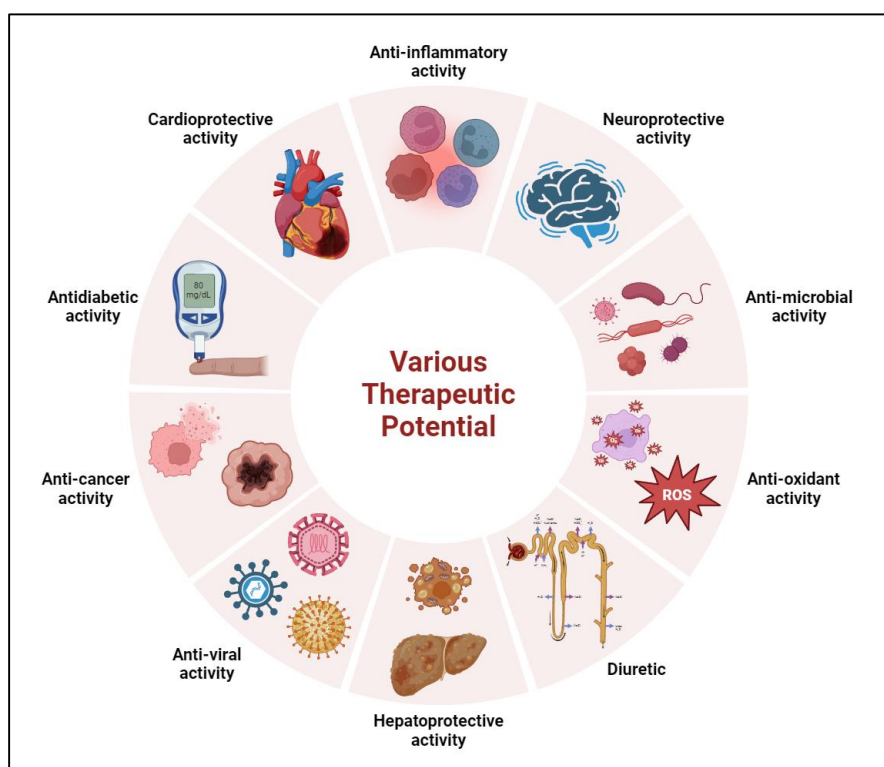 Anti-inflammatory
activity
Cardioprotective
activity
Neuroprotective
activity
80
mg/dL
Antidiabetic
activity
Anti-microbial
activity
Various
Therapeutic
Potential
Anti-cancer
activity
ROS
Anti-oxidant
activity
Anti-viral
activity
Diuretic
Hepatoprotective
activity